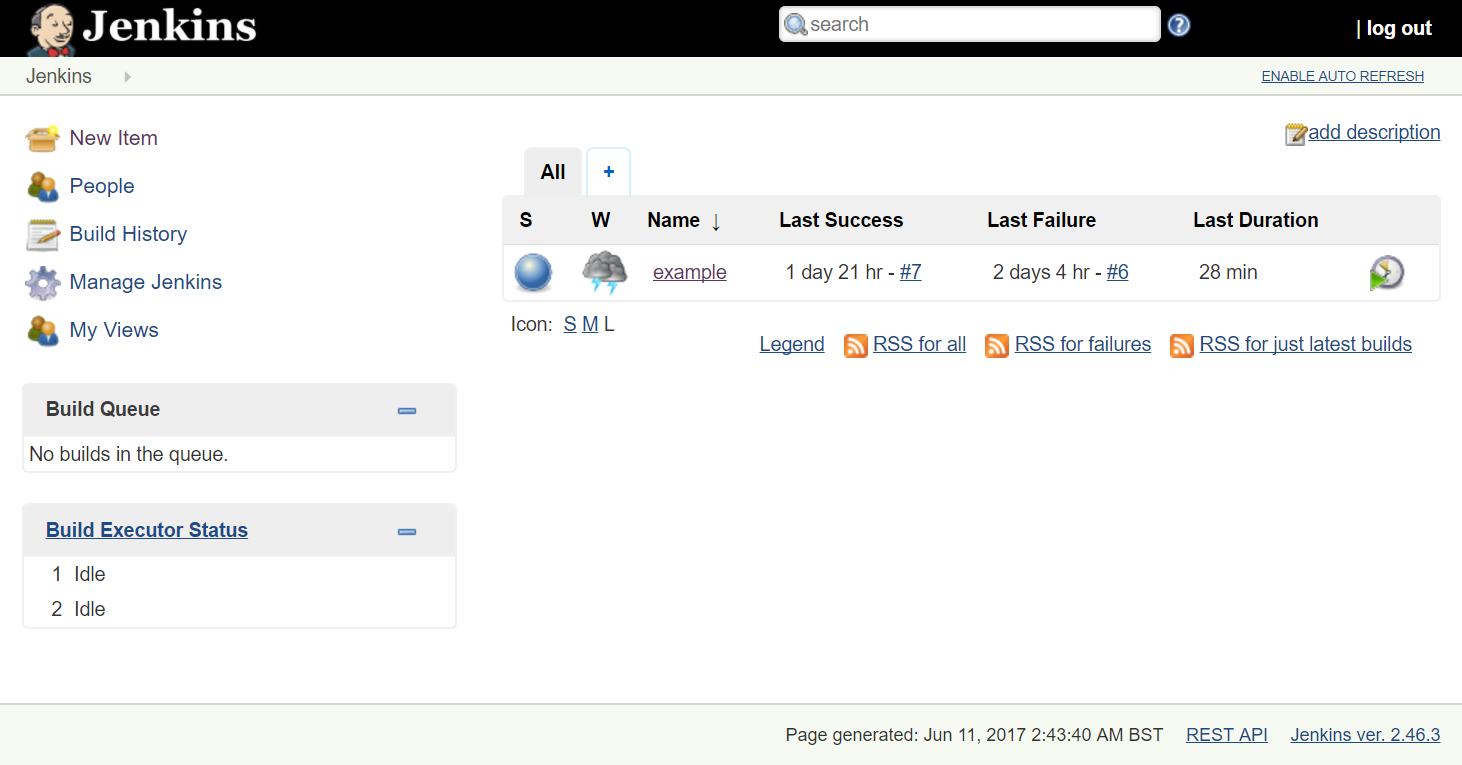 Jenkins
search
| log out
Jenkins
ENABLE AUTO REFRESH
New Item
People
Build History
Manage Jenkins
My Views
Build Queue
No builds in the queue.
Build Executor Status
1 Idle
2 Idle
add description
All +
S W Name ↓ Last Success Last Failure Last Duration
example 1 day 21 hr - #7 2 days 4 hr - #6 28 min
Icon: S M L
Legend RSS for all RSS for failures RSS for just latest builds
Page generated: Jun 11, 2017 2:43:40 AM BST REST API Jenkins ver. 2.46.3